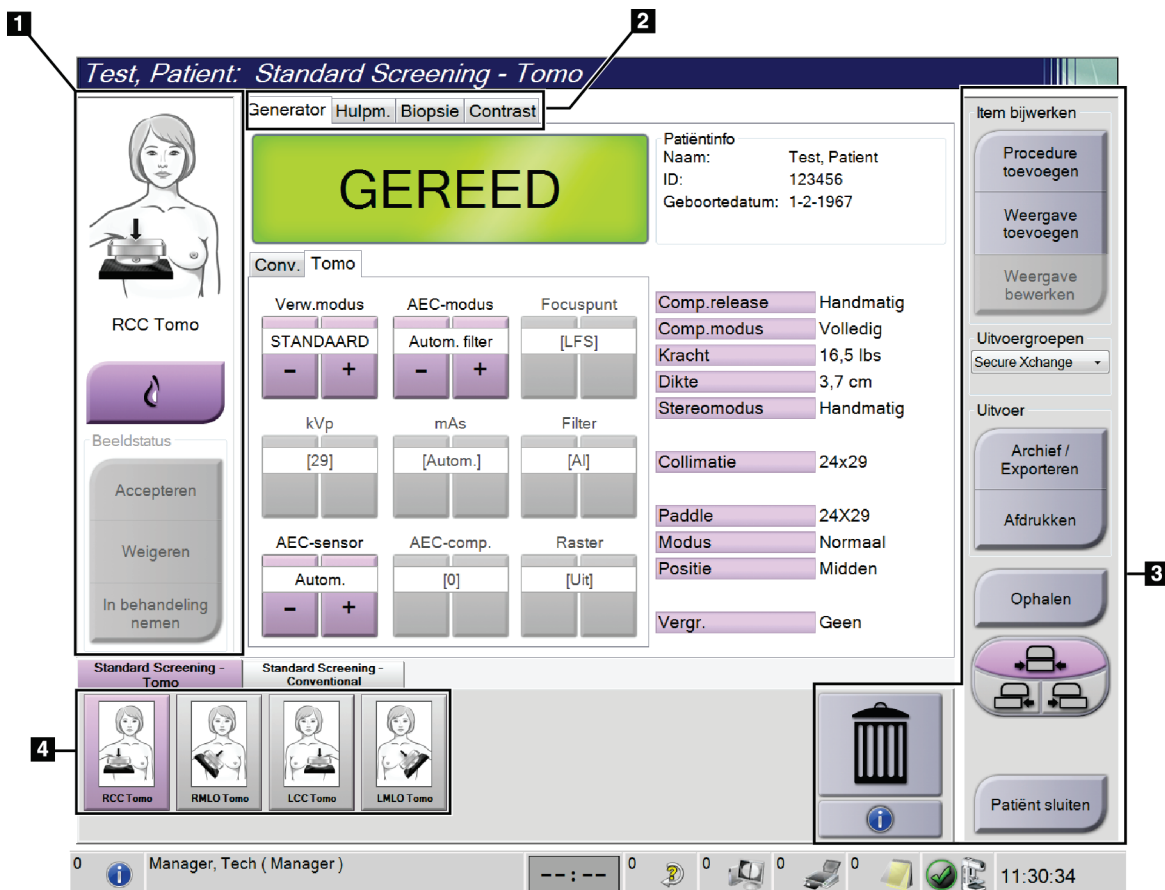 1
2
Test, Patient: Standard Screening - Tomo
Generator Hulpm. Biopsie Contrast
GEREED
Patiëntinfo
Naam: Test, Patient
ID: 123456
Geboortedatum: 1-2-1967
RCC Tomo
Beeldstatus
Accepteren
Weigeren
In behandeling
nemen
Conv. Tomo
Verw.modus AEC-modus Focuspunt
STANDAARD Autom. filter [LFS]
- + - +
kVp mAs Filter
[29] [Autom.] [Al]
AEC-sensor AEC-comp. Raster
Autom. [0] [Uit]
- +
Comp.release Handmatig
Comp.modus Volledig
Kracht 16,5 lbs
Dikte 3,7 cm
Stereomodus Handmatig
Collimatie 24x29
Paddle 24X29
Modus Normaal
Positie Midden
Vergr. Geen
Item bijwerken
Procedure
toevoegen
Weergave
toevoegen
Weergave
bewerken
Uitvoergroepen
Secure Xchange
Uitvoer
Archief /
Exporteren
Afdrukken
3
Ophalen
Patiënt sluiten
Standard Screening -
Tomo
Standard Screening -
Conventional
4
RCC Tomo RMLO Tomo LCC Tomo LMLO Tomo
0 Manager, Tech ( Manager ) --:-- 0 0 0 0 11:30:34